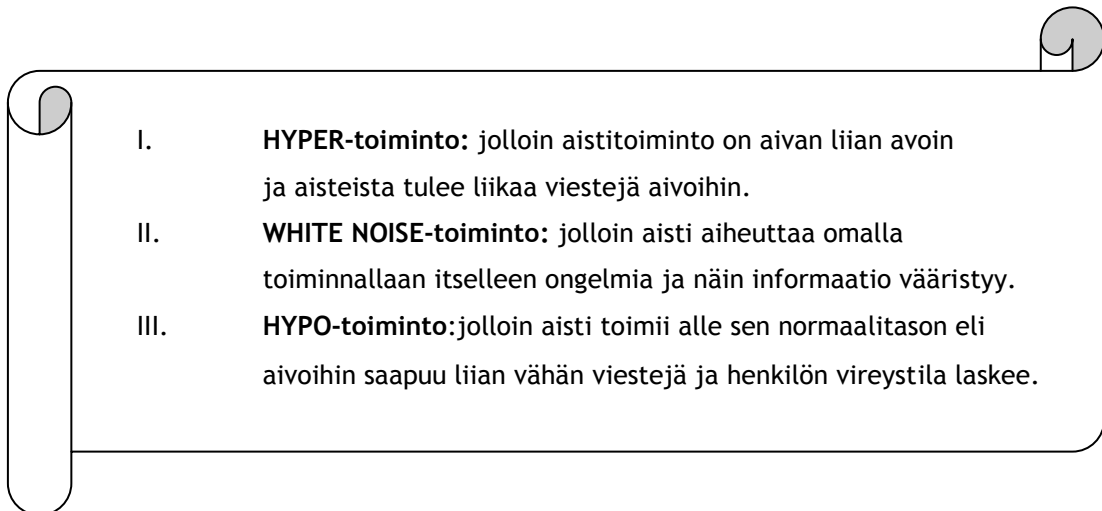 I. HYPER-toiminto: jolloin aistitoiminto on aivan liian avoin
ja aisteista tulee liikaa viestejä aivoihin.
II. WHITE NOISE-toiminto: jolloin aisti aiheuttaa omalla
toiminnallaan itselleen ongelmia ja näin informaatio vääristyy.
III. HYPO-toiminto:jolloin aisti toimii alle sen normaalitason eli
aivoihin saapuu liian vähän viestejä ja henkilön vireystila laskee.